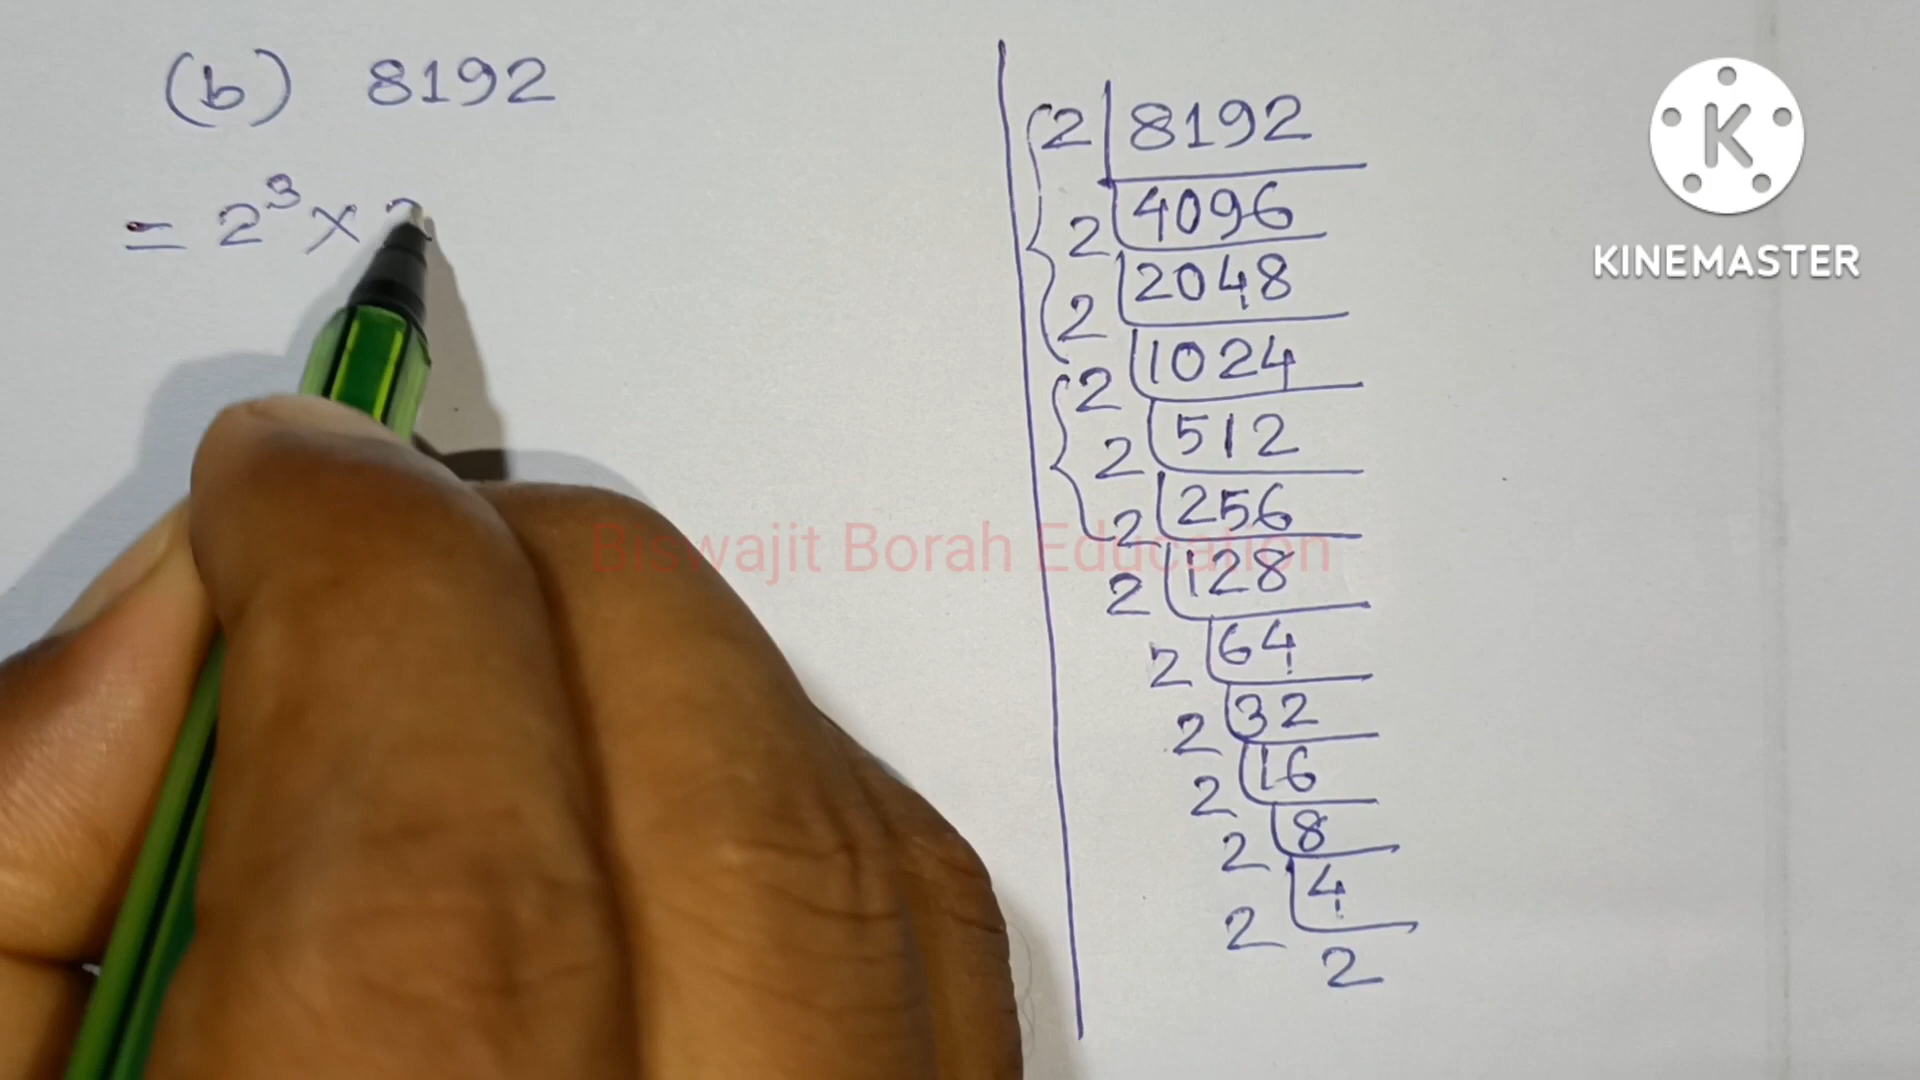 (b) 8192
= 2³ × 2
2 | 8192
2 | 4096
2 | 2048
2 | 1024
2 | 512
2 | 256
2 | 128
2 | 64
2 | 32
2 | 16
2 | 8
2 | 4
2
K
KINEMASTER
Biswajit Borah Education